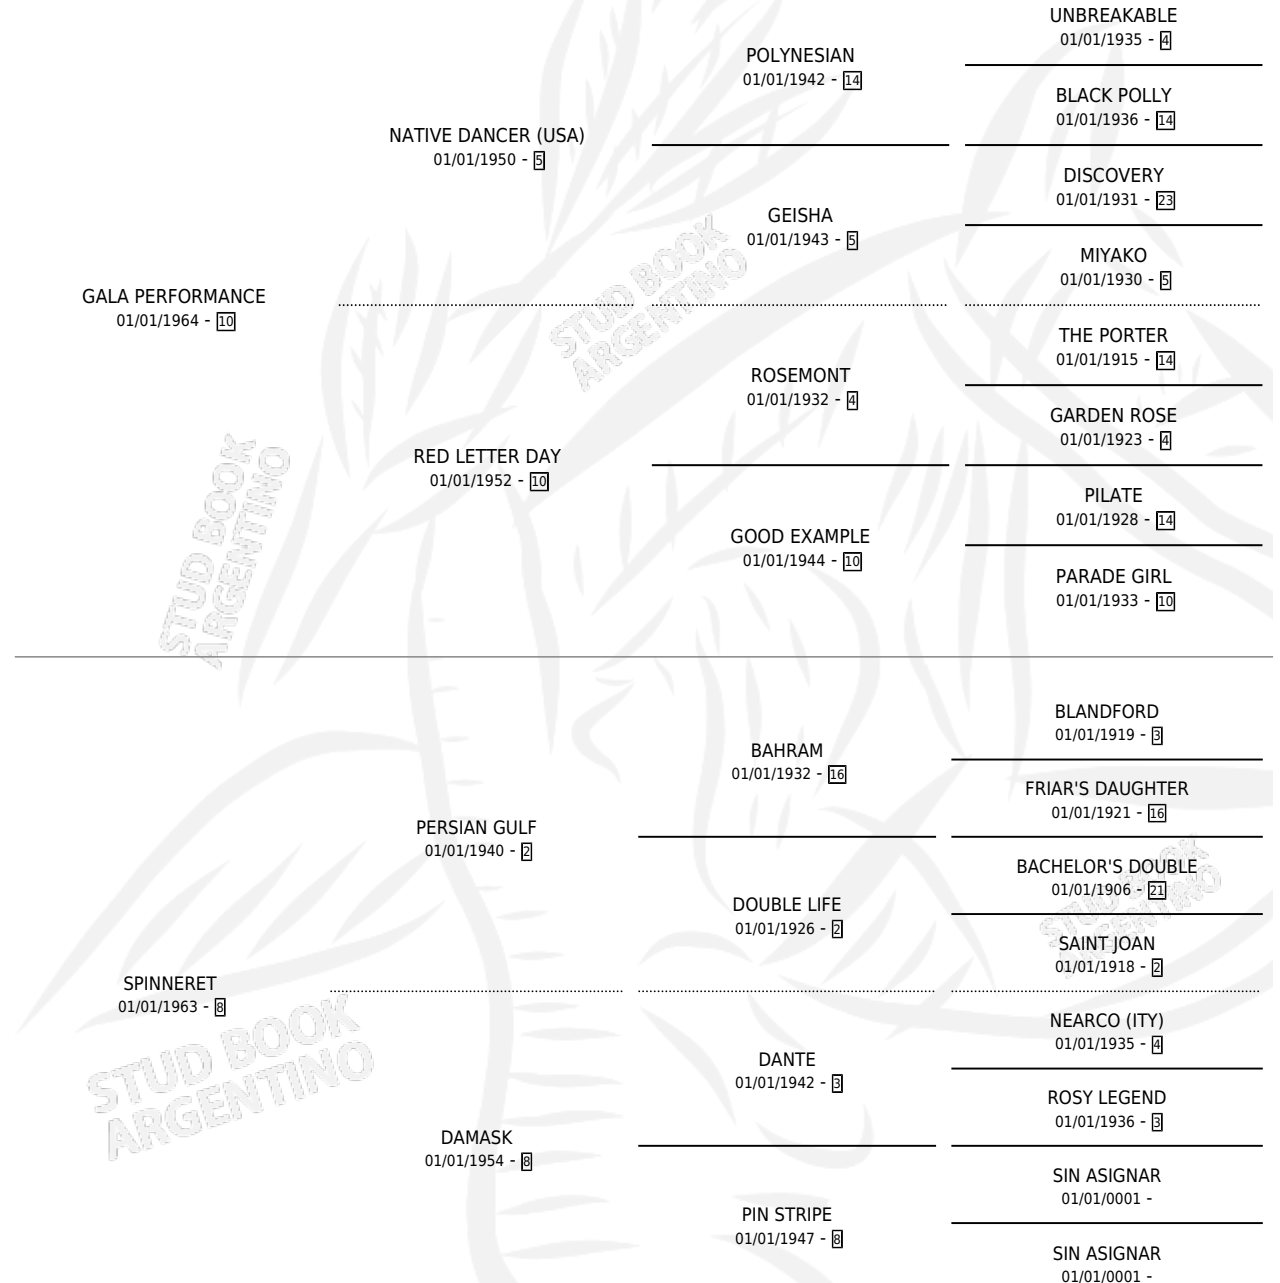 UNBREAKABLE
01/01/1935 - 4
POLYNESIAN
01/01/1942 - 14
BLACK POLLY
01/01/1936 - 14
NATIVE DANCER (USA)
01/01/1950 - 5
DISCOVERY
01/01/1931 - 23
GEISHA
01/01/1943 - 5
MIYAKO
01/01/1930 - 5
GALA PERFORMANCE
01/01/1964 - 10
STUD BOOK
ARGENTINO
THE PORTER
01/01/1915 - 14
ROSEMONT
01/01/1932 - 4
GARDEN ROSE
01/01/1923 - 4
RED LETTER DAY
01/01/1952 - 10
PILATE
01/01/1928 - 14
GOOD EXAMPLE
01/01/1944 - 10
PARADE GIRL
01/01/1933 - 10
STUD BOOK
ARGENTINO
BLANDFORD
01/01/1919 - 3
BAHRAM
01/01/1932 - 16
FRIAR'S DAUGHTER
01/01/1921 - 16
PERSIAN GULF
01/01/1940 - 2
BACHELOR'S DOUBLE
01/01/1906 - 21
DOUBLE LIFE
01/01/1926 - 2
STUD BOOK
ARGENTINO
SAINT JOAN
01/01/1918 - 2
SPINNERET
01/01/1963 - 8
STUD BOOK
ARGENTINO
NEARCO (ITY)
01/01/1935 - 4
DANTE
01/01/1942 - 3
ROSY LEGEND
01/01/1936 - 3
DAMASK
01/01/1954 - 8
SIN ASIGNAR
01/01/0001 -
PIN STRIPE
01/01/1947 - 8
SIN ASIGNAR
01/01/0001 -